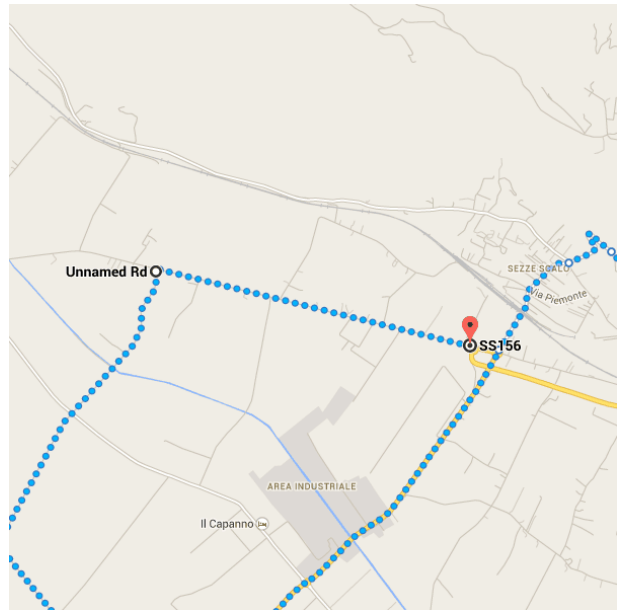 Unnamed Rd
SEZZE SCALO
Via Piemonte
SS156
AREA INDUSTRIALE
Il Capanno